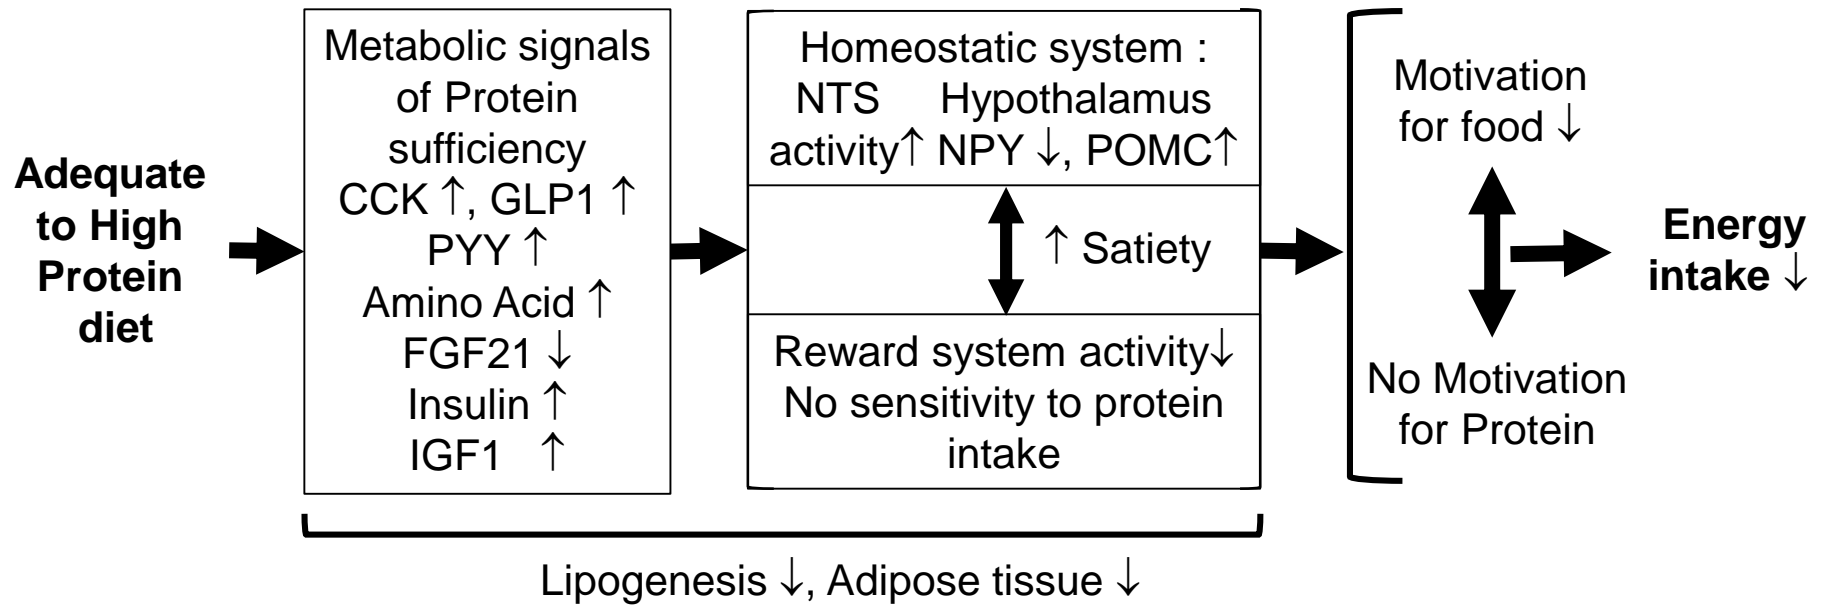 Adequate
to High
Protein
diet
Metabolic signals
of Protein
sufficiency
CCK ↑, GLP1 ↑
PYY ↑
Amino Acid ↑
FGF21 ↓
Insulin ↑
IGF1 ↑
Homeostatic system :
NTS Hypothalamus
activity↑ NPY ↓, POMC↑
↑ Satiety
Reward system activity↓
No sensitivity to protein
intake
Motivation
for food ↓
No Motivation
for Protein
Energy
intake ↓
Lipogenesis ↓, Adipose tissue ↓